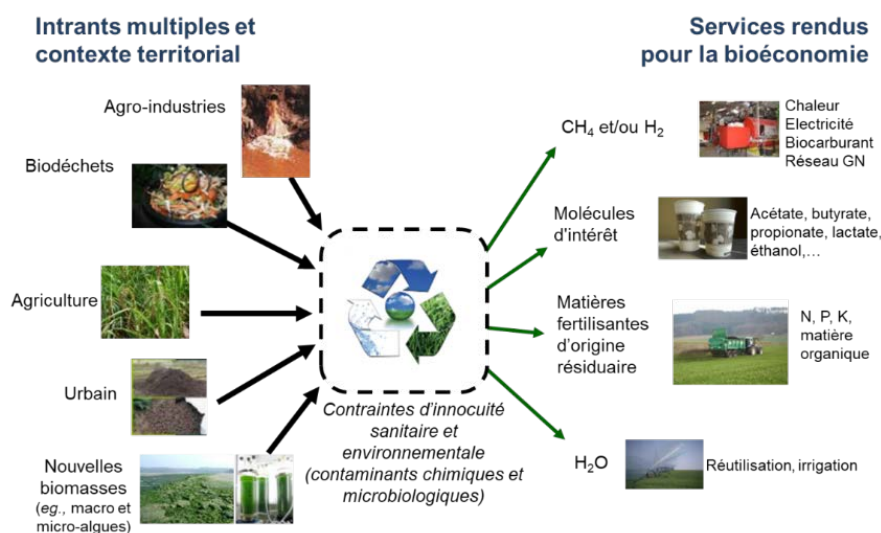 Intrants multiples et
contexte territorial
Agro-industries
Biodéchets
Agriculture
Urbain
Nouvelles
biomasses
(eg., macro et
micro-algues)
Contraintes d'innocuité
sanitaire et
environnementale
(contaminants chimiques et
microbiologiques)
Services rendus
pour la bioéconomie
CH₄ et/ou H₂
Chaleur
Electricité
Biocarburant
Réseau GN
Molécules
d'intérêt
Acétate, butyrate,
propionate, lactate,
éthanol,…
Matières
fertilisantes
d'origine
résiduaire
N, P, K,
matière
organique
H₂O
Réutilisation, irrigation